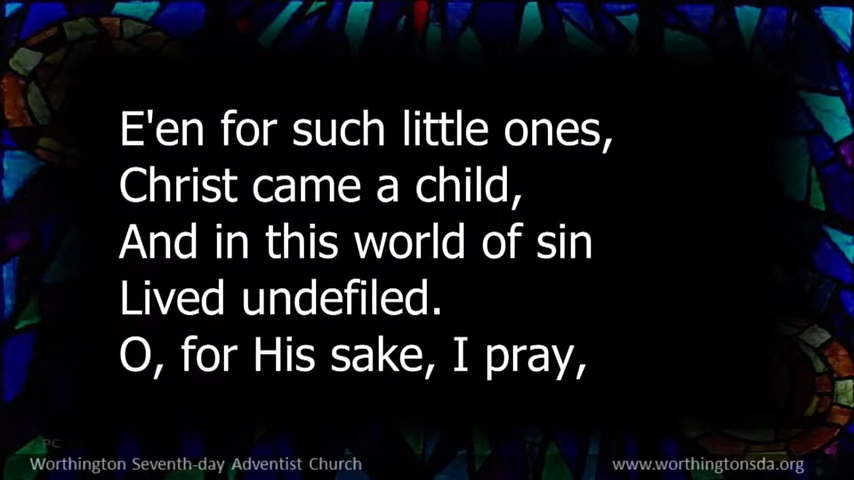 E'en for such little ones,
Christ came a child,
And in this world of sin
Lived undefiled.
O, for His sake, I pray,
PC
Worthington Seventh-day Adventist Church
www.worthingtonsda.org